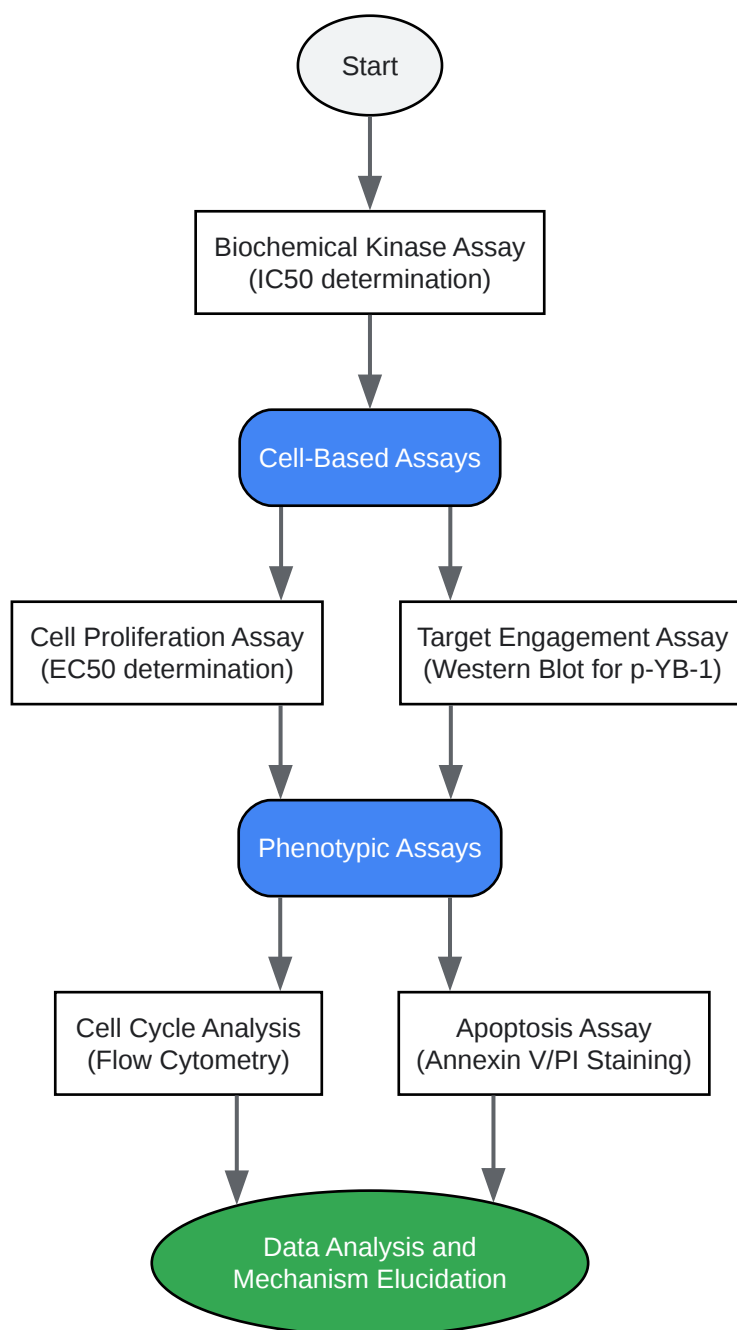 Start
Biochemical Kinase Assay
(IC50 determination)
Cell-Based Assays
Cell Proliferation Assay
(EC50 determination)
Target Engagement Assay
(Western Blot for p-YB-1)
Phenotypic Assays
Cell Cycle Analysis
(Flow Cytometry)
Apoptosis Assay
(Annexin V/PI Staining)
Data Analysis and
Mechanism Elucidation